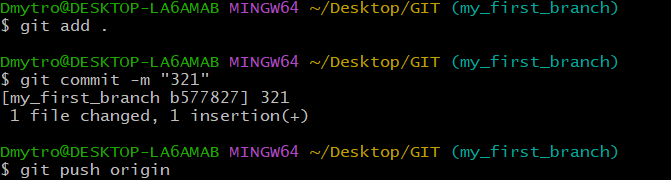 Dmytro@DESKTOP-LA6AMAB MINGW64 ~/Desktop/GIT (my_first_branch)
$ git add .
Dmytro@DESKTOP-LA6AMAB MINGW64 ~/Desktop/GIT (my_first_branch)
$ git commit -m "321"
[my_first_branch b577827] 321
 1 file changed, 1 insertion(+)
Dmytro@DESKTOP-LA6AMAB MINGW64 ~/Desktop/GIT (my_first_branch)
$ git push origin